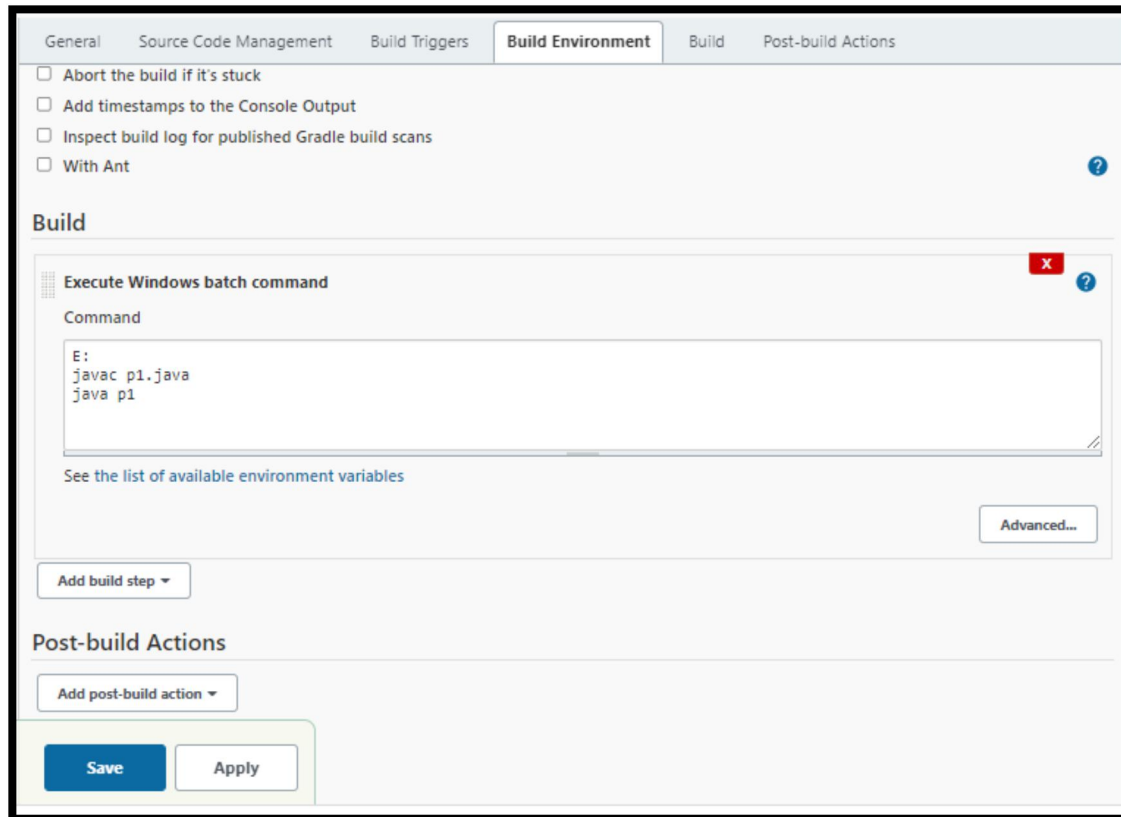 General Source Code Management Build Triggers Build Environment Build Post-build Actions
Abort the build if it's stuck
Add timestamps to the Console Output
Inspect build log for published Gradle build scans
With Ant
?
Build
X
Execute Windows batch command
?
Command
E:
javac p1.java
java p1
See the list of available environment variables
Advanced...
Add build step
Post-build Actions
Add post-build action
Save Apply